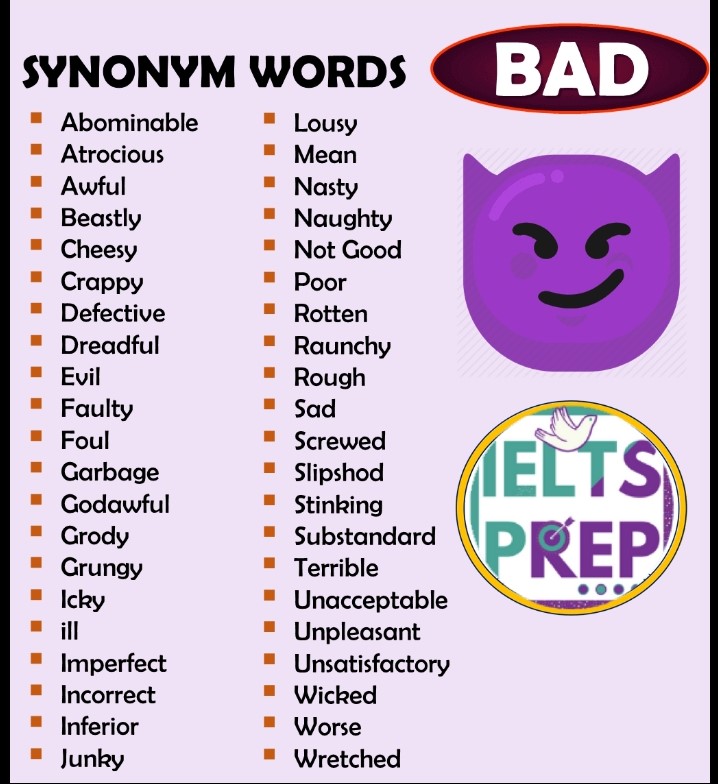 SYNONYM WORDS
BAD
Abominable
Atrocious
Awful
Beastly
Cheesy
Crappy
Defective
Dreadful
Evil
Faulty
Foul
Garbage
Godawful
Grody
Grungy
Icky
ill
Imperfect
Incorrect
Inferior
Junky
Lousy
Mean
Nasty
Naughty
Not Good
Poor
Rotten
Raunchy
Rough
Sad
Screwed
Slipshod
Stinking
Substandard
Terrible
Unacceptable
Unpleasant
Unsatisfactory
Wicked
Worse
Wretched
IELTS
PREP